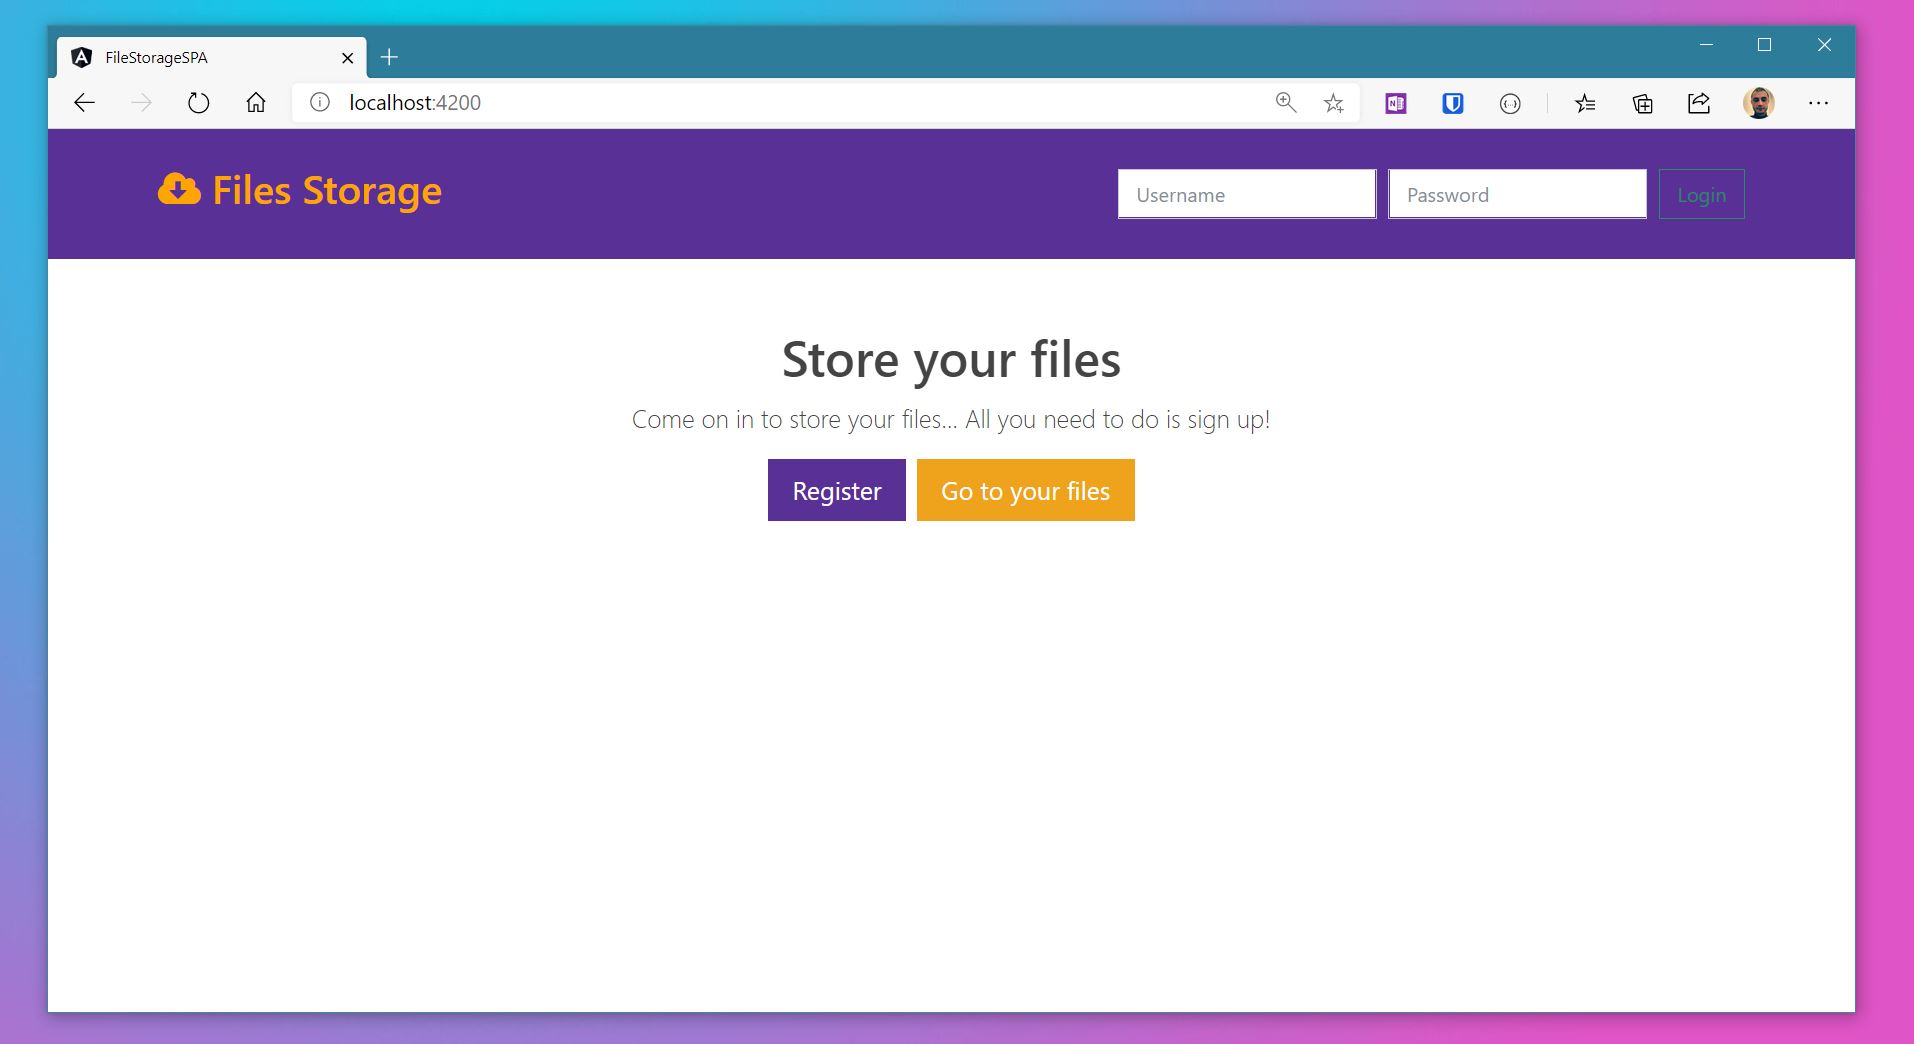 FileStorageSPA
localhost:4200
Files Storage
Username
Password
Login
Store your files
Come on in to store your files... All you need to do is sign up!
Register
Go to your files